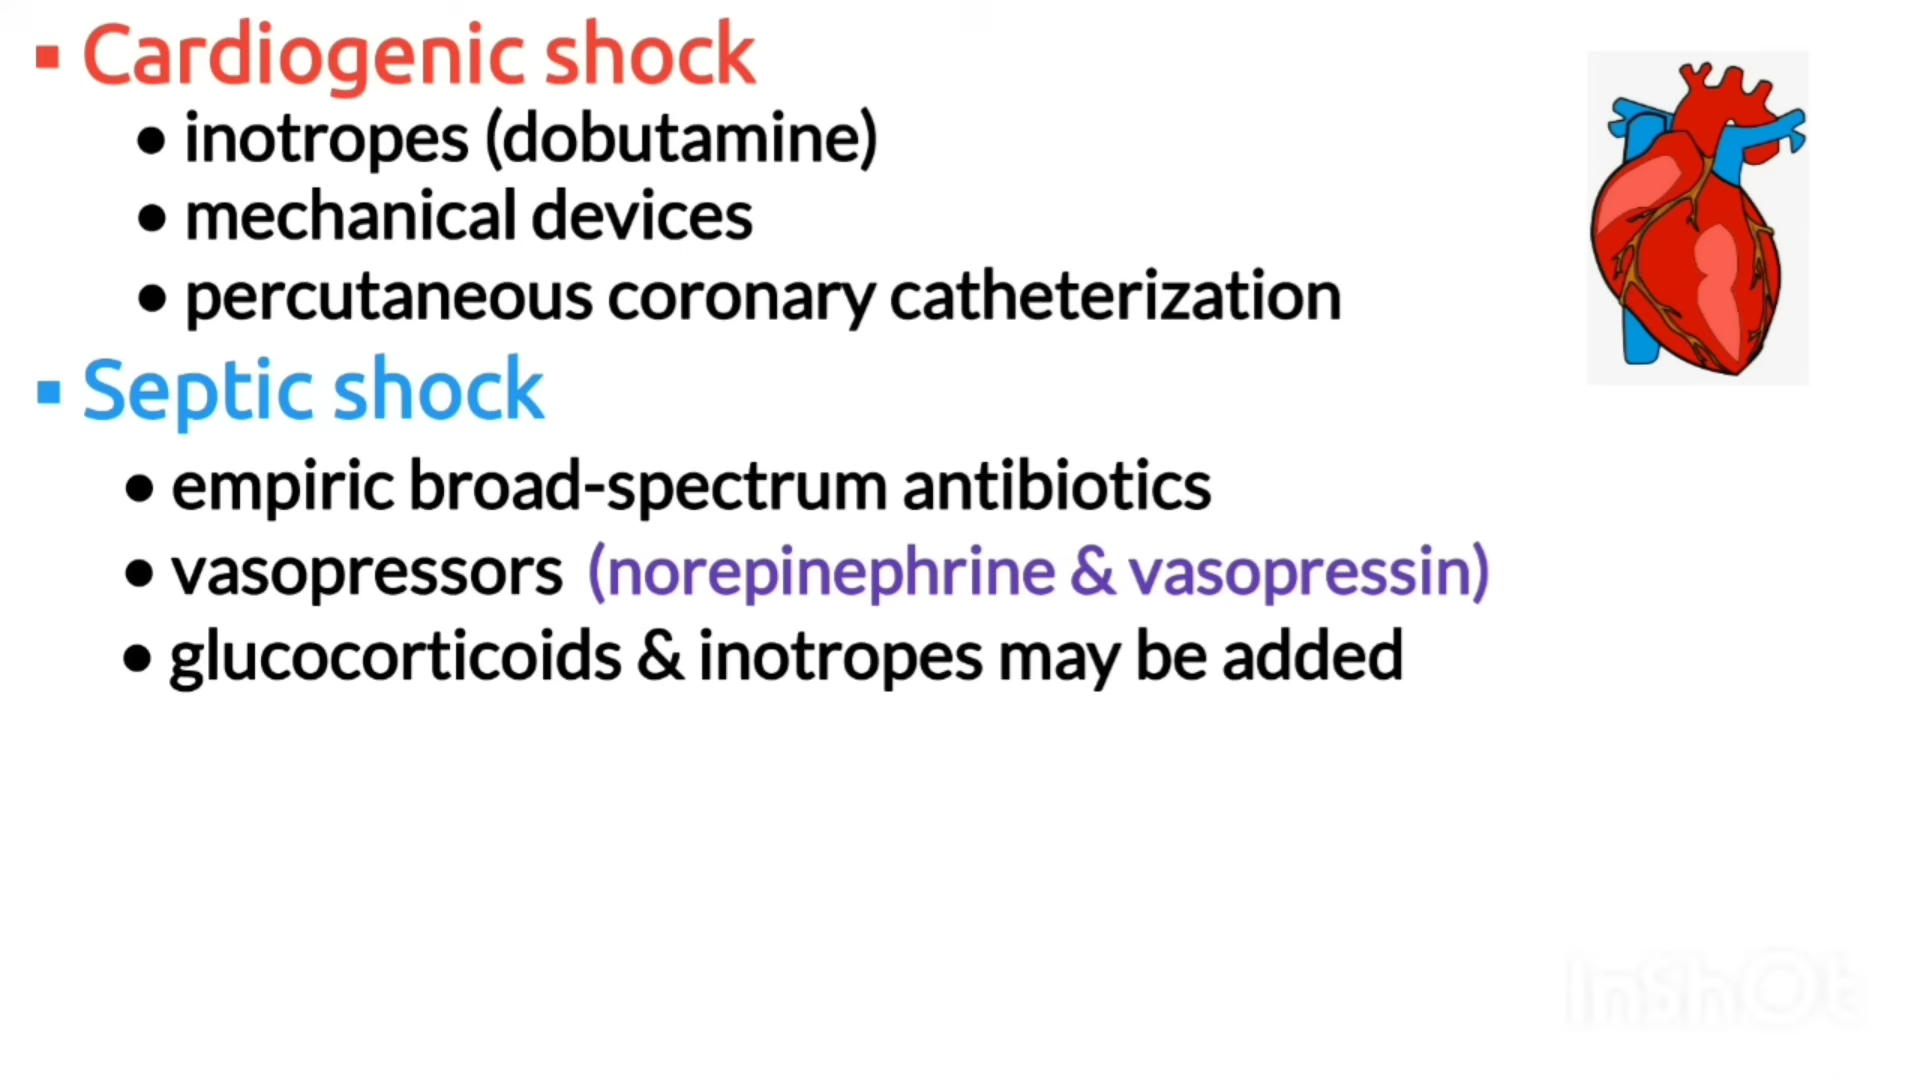 ▪ Cardiogenic shock
• inotropes (dobutamine)
• mechanical devices
• percutaneous coronary catheterization
▪ Septic shock
• empiric broad-spectrum antibiotics
• vasopressors (norepinephrine & vasopressin)
• glucocorticoids & inotropes may be added
InShOt